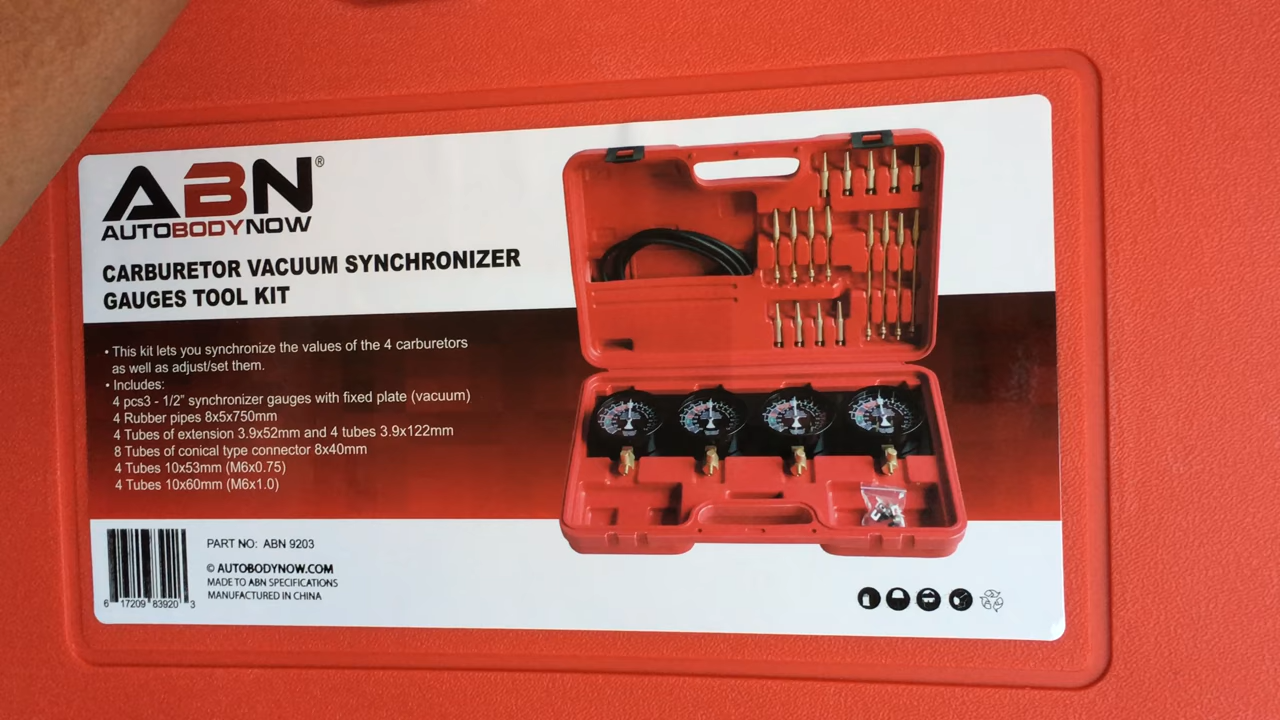 ABN®
AUTOBODYNOW
CARBURETOR VACUUM SYNCHRONIZER
GAUGES TOOL KIT
• This kit lets you synchronize the values of the 4 carburetors
as well as adjust/set them.
• Includes:
4 pcs3 - 1/2" synchronizer gauges with fixed plate (vacuum)
4 Rubber pipes 8x5x750mm
4 Tubes of extension 3.9x52mm and 4 tubes 3.9x122mm
8 Tubes of conical type connector 8x40mm
4 Tubes 10x53mm (M6x0.75)
4 Tubes 10x60mm (M6x1.0)
6 17209 83920 3
PART NO: ABN 9203
© AUTOBODYNOW.COM
MADE TO ABN SPECIFICATIONS
MANUFACTURED IN CHINA